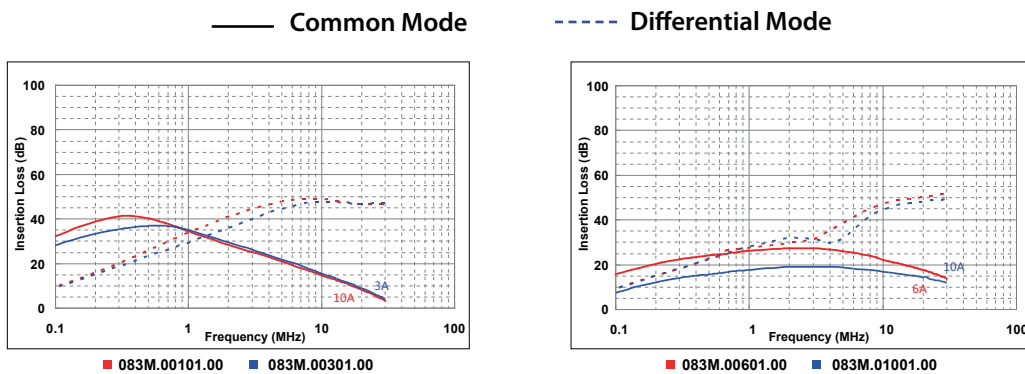 Common Mode
Differential Mode
Insertion Loss (dB)
100
80
60
40
20
0
10A
3A
0.1
1
10
100
Frequency (MHz)
083M.00101.00
083M.00301.00
Insertion Loss (dB)
100
80
60
40
20
0
10A
6A
0.1
1
10
100
Frequency (MHz)
083M.00601.00
083M.01001.00